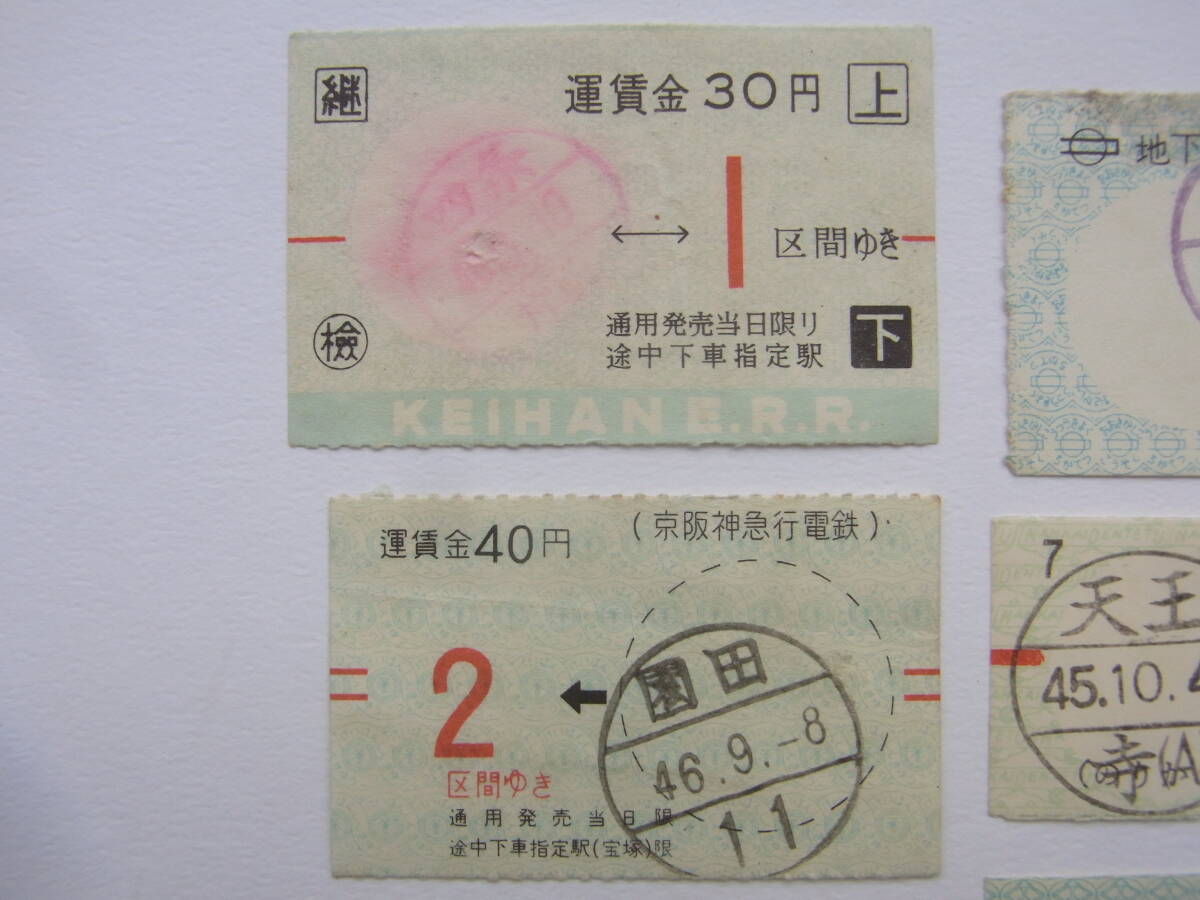 継
運賃金30円
上
↔
1
区間ゆき
通用発売当日限り
途中下車指定駅
下
検
KEIHAN E.R.R.
運賃金40円
(京阪神急行電鉄)
2
区間ゆき
通用発売当日限
途中下車指定駅(宝塚)限
園田
46.9.-8
1-1
地下
7
天王
45.10.
寺